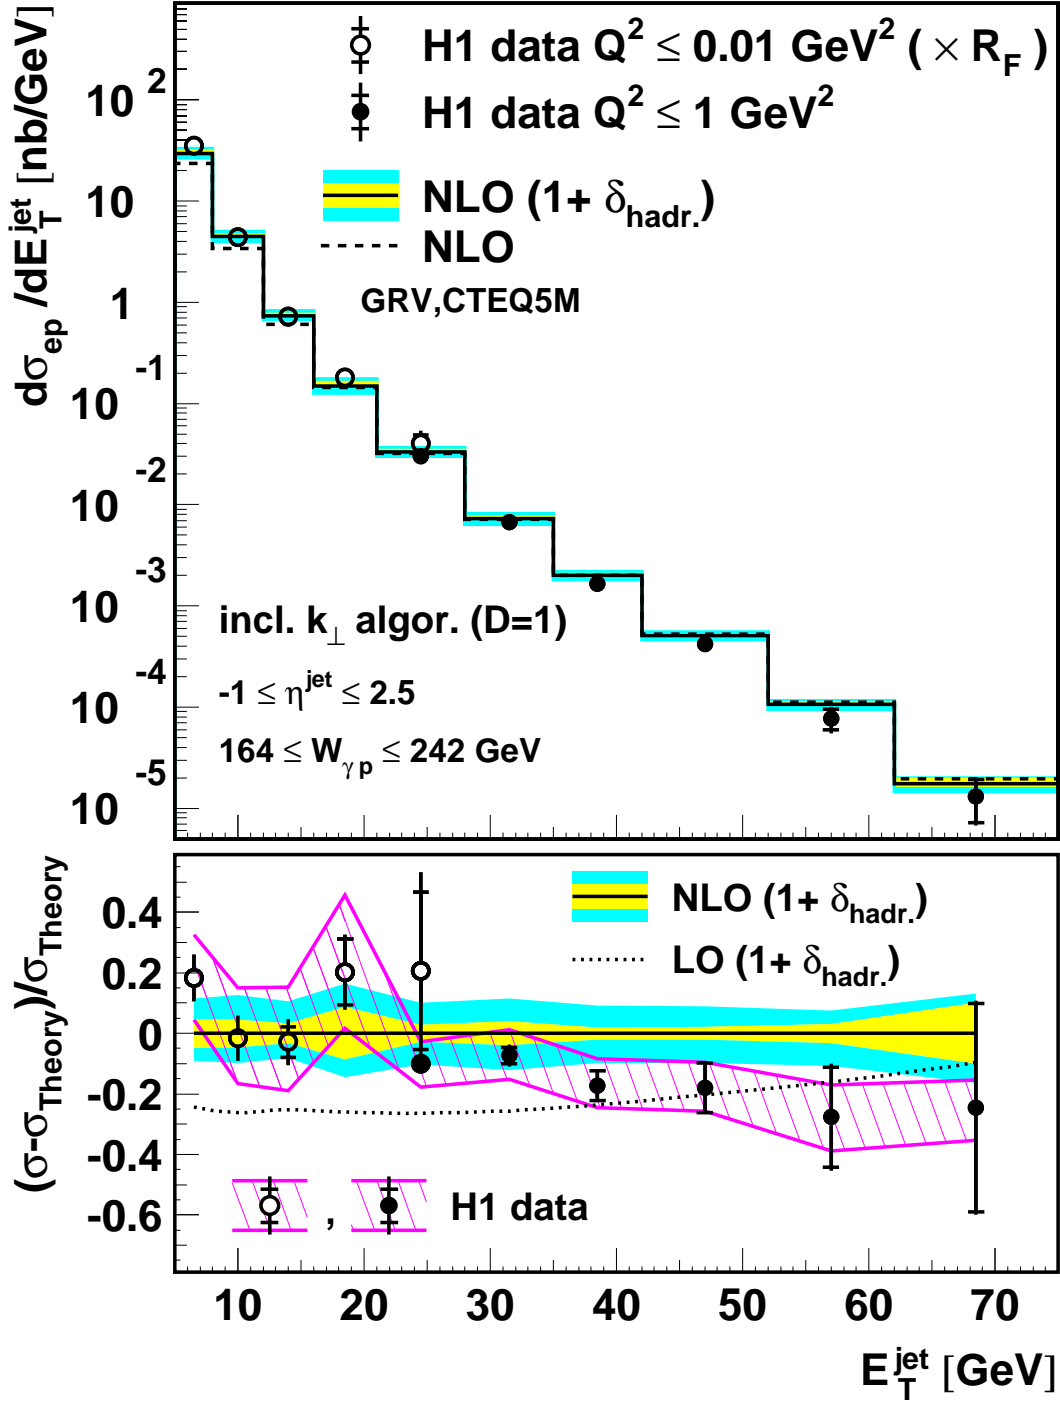 dσ_ep /dE_T^jet [nb/GeV]
H1 data Q² ≤ 0.01 GeV² ( × R_F )
H1 data Q² ≤ 1 GeV²
NLO (1+ δ_hadr.)
NLO
GRV,CTEQ5M
10²
10
1
10⁻¹
10⁻²
10⁻³
10⁻⁴
10⁻⁵
incl. k_⊥ algor. (D=1)
-1 ≤ η^jet ≤ 2.5
164 ≤ W_γp ≤ 242 GeV
(σ-σ_Theory)/σ_Theory
NLO (1+ δ_hadr.)
LO (1+ δ_hadr.)
0.4
0.2
0
-0.2
-0.4
-0.6
, H1 data
10 20 30 40 50 60 70
E_T^jet [GeV]